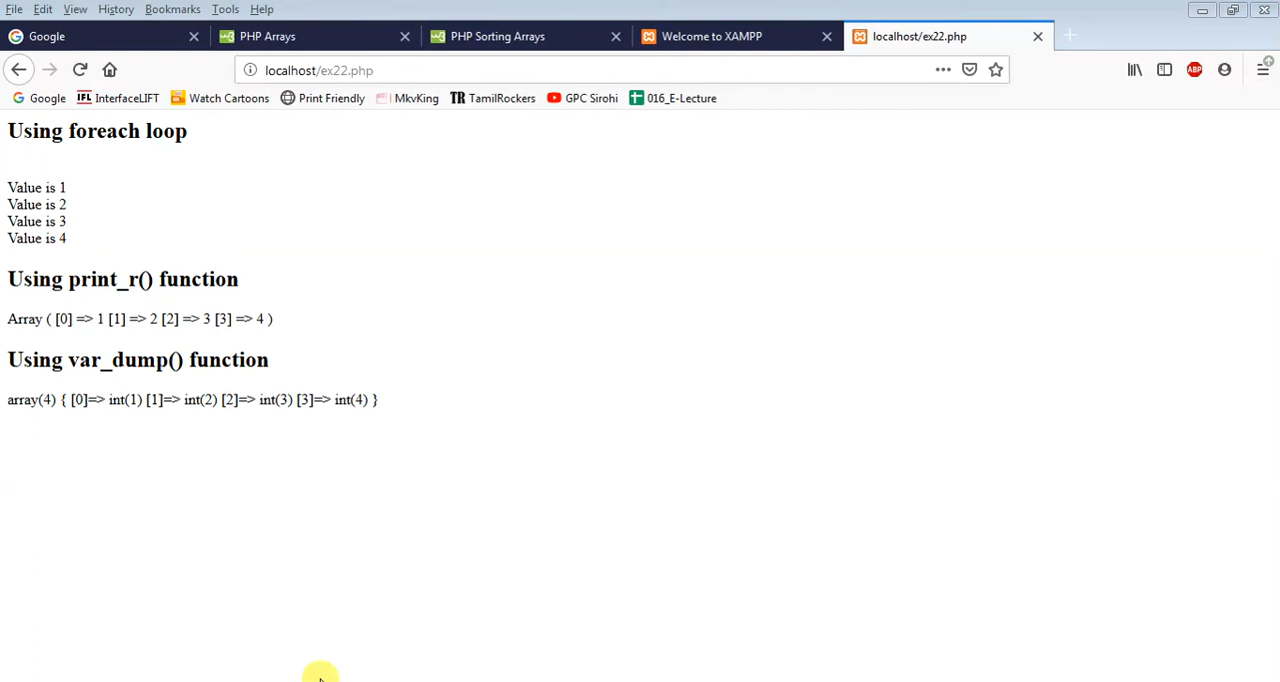 File Edit View History Bookmarks Tools Help
Google PHP Arrays PHP Sorting Arrays Welcome to XAMPP localhost/ex22.php
localhost/ex22.php ABP
Google IFL InterfaceLIFT Watch Cartoons Print Friendly MkvKing TR TamilRockers GPC Sirohi 016_E-Lecture
Using foreach loop
Value is 1
Value is 2
Value is 3
Value is 4
Using print_r() function
Array ( [0] => 1 [1] => 2 [2] => 3 [3] => 4 )
Using var_dump() function
array(4) { [0]=> int(1) [1]=> int(2) [2]=> int(3) [3]=> int(4) }